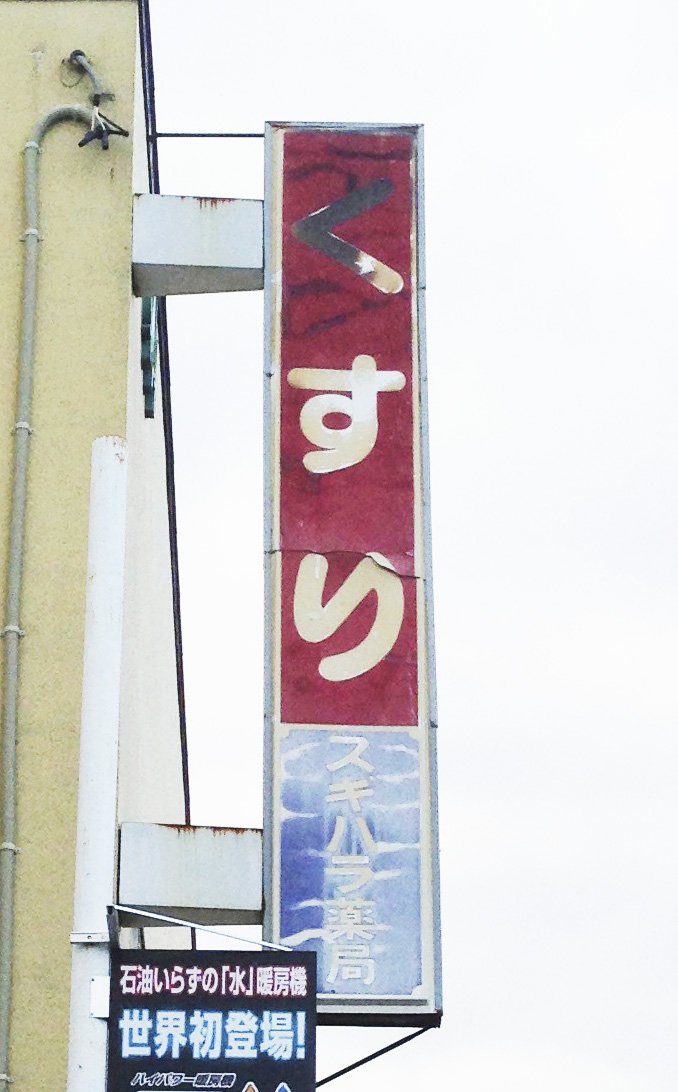 くすり
スギハラ薬局
石油いらずの「水」暖房機
世界初登場!
ハイパワー暖房機